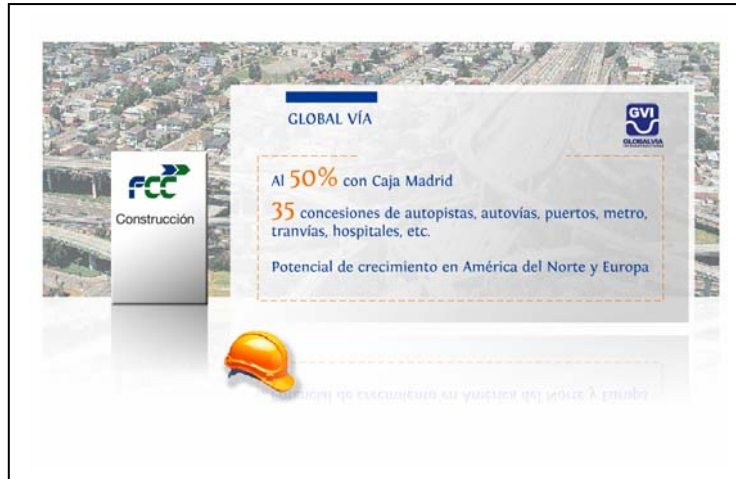 GLOBAL VÍA
GVI
GLOBALVIA
FCC
Construcción
Al 50% con Caja Madrid
35 concesiones de autopistas, autovías, puertos, metro,
tranvías, hospitales, etc.
Potencial de crecimiento en América del Norte y Europa